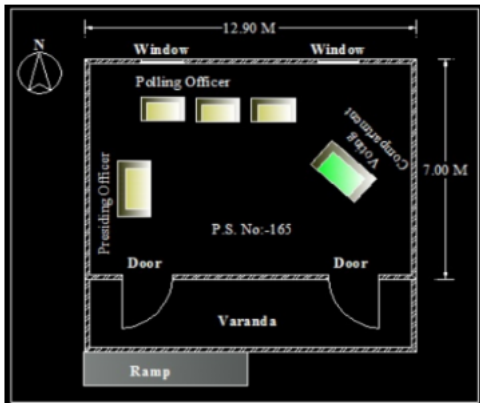 12.90 M
N
Window
Window
Polling Officer
Voting
Compartment
7.00 M
Presiding Officer
P.S. No:-165
Door
Door
Varanda
Ramp